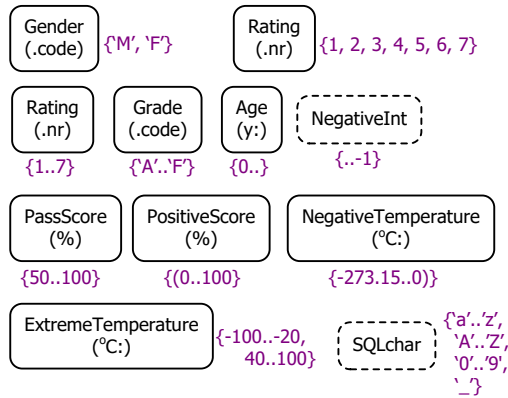 Gender
(.code)
{‘M’, ‘F’}
Rating
(.nr)
{1, 2, 3, 4, 5, 6, 7}
Rating
(.nr)
{1..7}
Grade
(.code)
{‘A’..‘F’}
Age
(y:)
{0..}
NegativeInt
{..-1}
PassScore
(%)
{50..100}
PositiveScore
(%)
{(0..100}
NegativeTemperature
(°C:)
{-273.15..0)}
ExtremeTemperature
(°C:)
{-100..-20,
40..100}
SQLchar
{‘a’..’z’,
‘A’..’Z’,
‘0’..’9’,
‘_’}